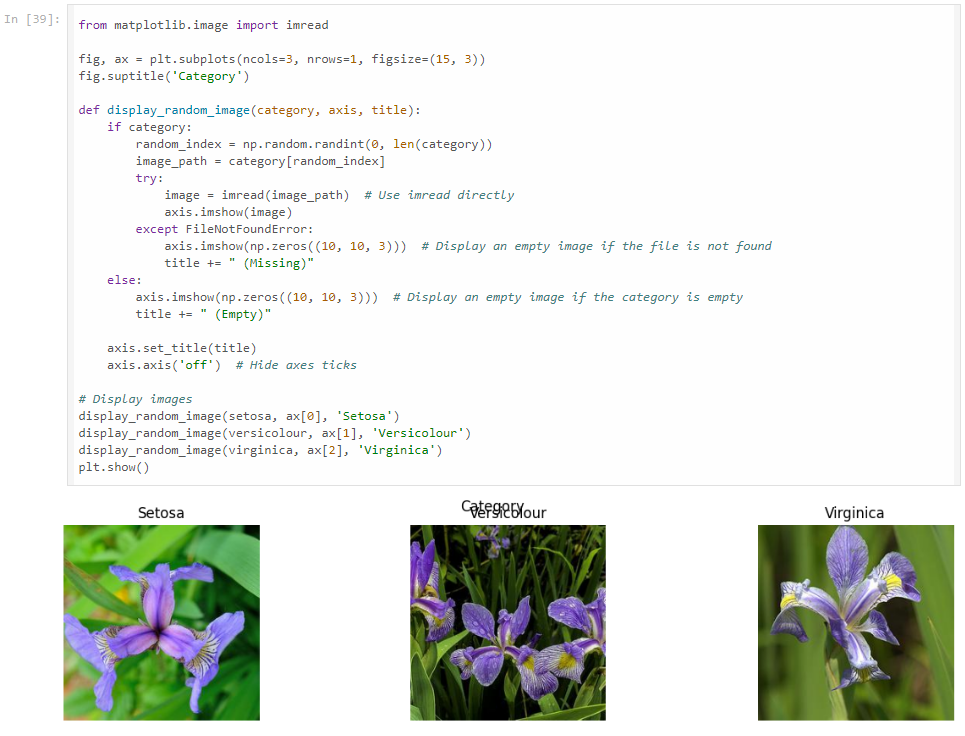 In [39]:
from matplotlib.image import imread
fig, ax = plt.subplots(ncols=3, nrows=1, figsize=(15, 3))
fig.suptitle('Category')
def display_random_image(category, axis, title):
    if category:
        random_index = np.random.randint(0, len(category))
        image_path = category[random_index]
        try:
            image = imread(image_path)  # Use imread directly
            axis.imshow(image)
        except FileNotFoundError:
            axis.imshow(np.zeros((10, 10, 3)))  # Display an empty image if the file is not found
            title += " (Missing)"
    else:
        axis.imshow(np.zeros((10, 10, 3)))  # Display an empty image if the category is empty
        title += " (Empty)"
    axis.set_title(title)
    axis.axis('off')  # Hide axes ticks
# Display images
display_random_image(setosa, ax[0], 'Setosa')
display_random_image(versicolour, ax[1], 'Versicolour')
display_random_image(virginica, ax[2], 'Virginica')
plt.show()
Category
Setosa
Versicolour
Virginica